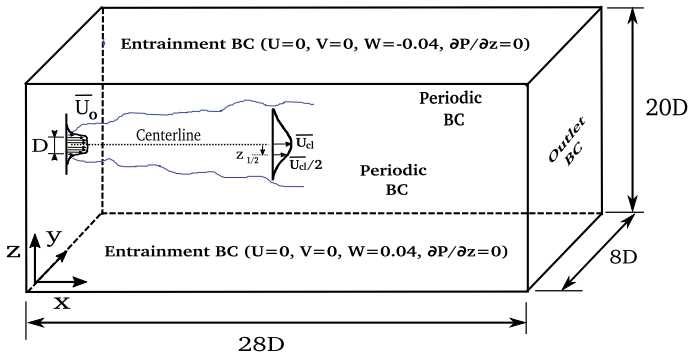 Entrainment BC (U=0, V=0, W=-0.04, ∂P/∂z=0)
U̅ₒ
Periodic
BC
20D
D
Centerline
U̅cl
z 1/2
U̅cl/2
Outlet
BC
Periodic
BC
z
y
x
Entrainment BC (U=0, V=0, W=0.04, ∂P/∂z=0)
8D
28D